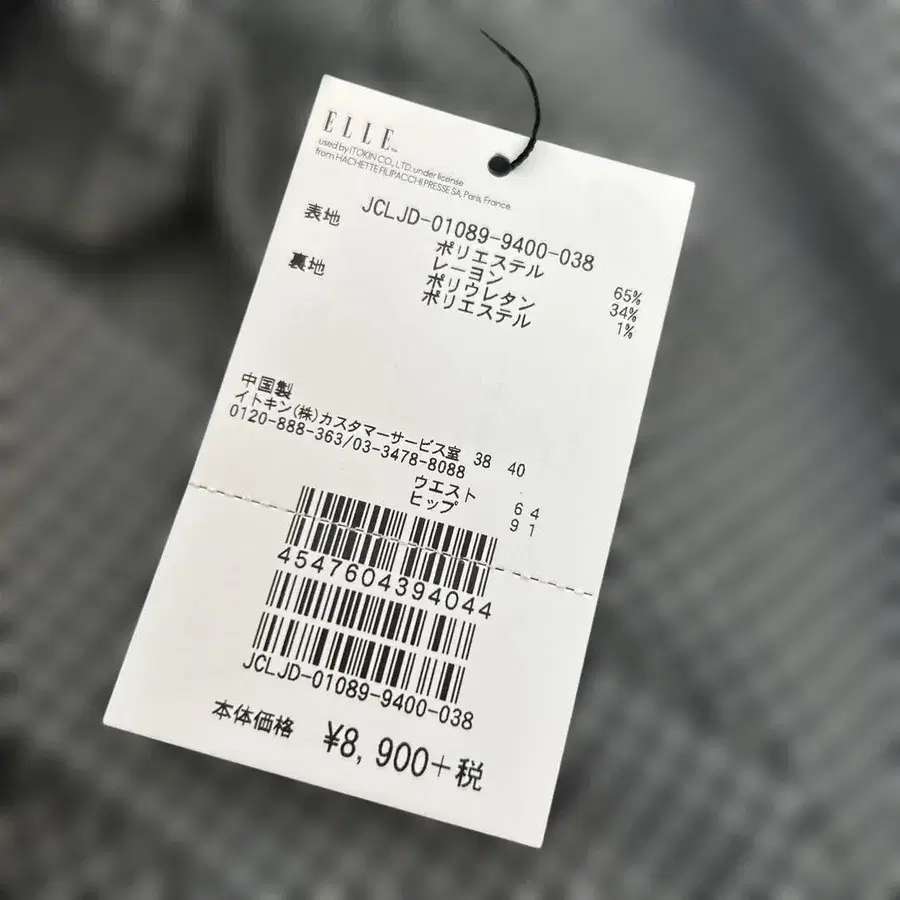 ELLE™
used by ITOKIN CO., LTD. under license
from HACHETTE FILIPACCHI PRESSE SA, Paris, France.
JCLJD-01089-9400-038
表地 ポリエステル 65%
レーヨン 34%
ポリウレタン 1%
裏地 ポリエステル
中国製
イトキン(株)カスタマーサービス室 38 40
0120-888-363/03-3478-8088
ウエスト 64
ヒップ 91
4547604394044
JCLJD-01089-9400-038
本体価格 ¥8,900+税